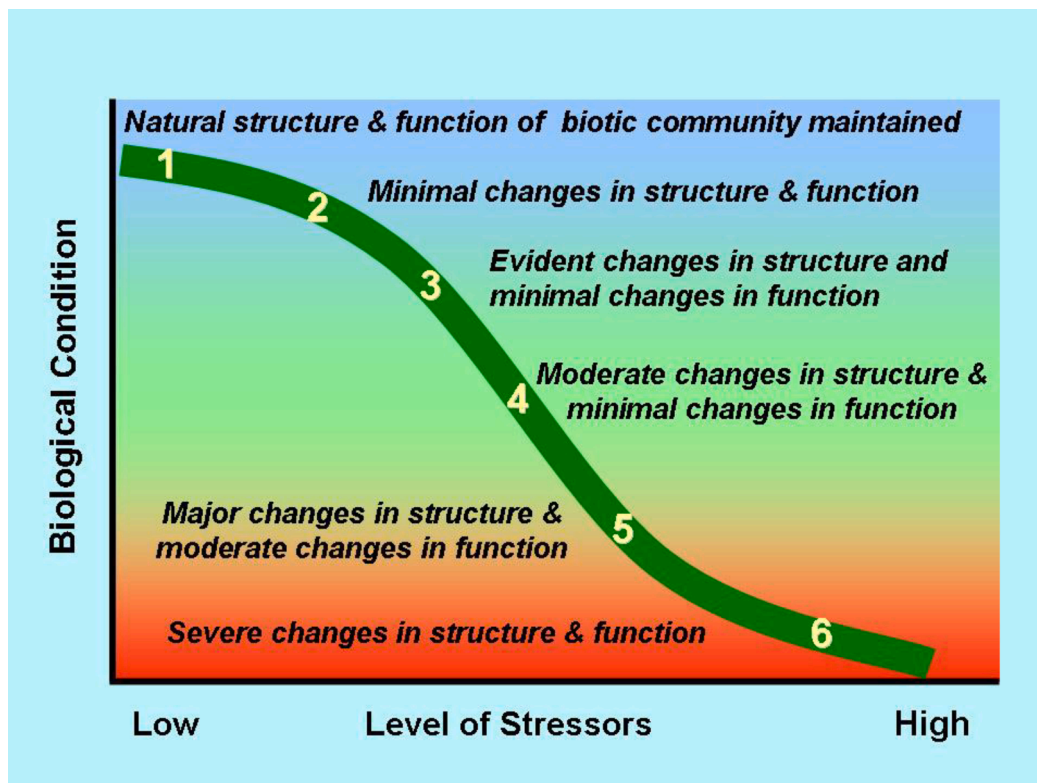 Natural structure & function of biotic community maintained
1
2
Minimal changes in structure & function
3
Evident changes in structure and
minimal changes in function
4
Moderate changes in structure &
minimal changes in function
Major changes in structure &
moderate changes in function
5
Severe changes in structure & function
6
Biological Condition
Low
Level of Stressors
High